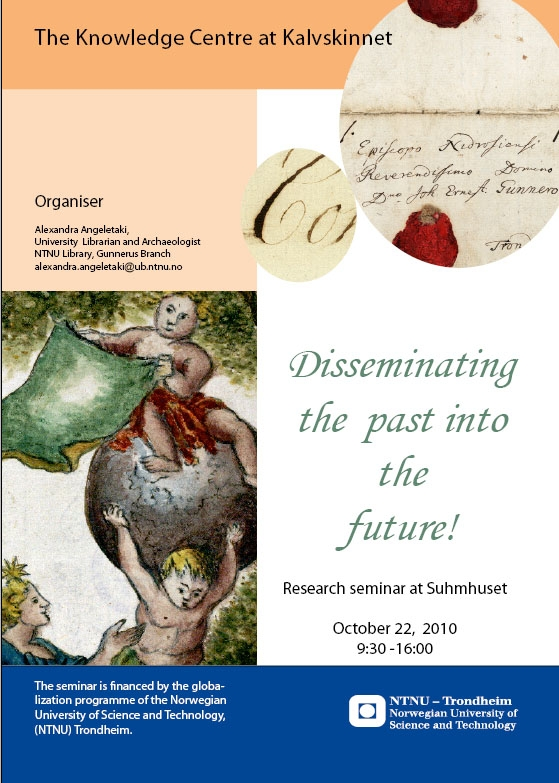 The Knowledge Centre at Kalvskinnet
Episcopo Nidrosiensi
Reverendissimo Domino
Dno Joh. Ernest. Gunnero
Tron
Co
Organiser
Alexandra Angeletaki,
University Librarian and Archaeologist
NTNU Library, Gunnerus Branch
alexandra.angeletaki@ub.ntnu.no
Disseminating
the past into
the
future!
Research seminar at Suhmhuset
October 22, 2010
9:30 -16:00
The seminar is financed by the globa-
lization programme of the Norwegian
University of Science and Technology,
(NTNU) Trondheim.
NTNU – Trondheim
Norwegian University of
Science and Technology